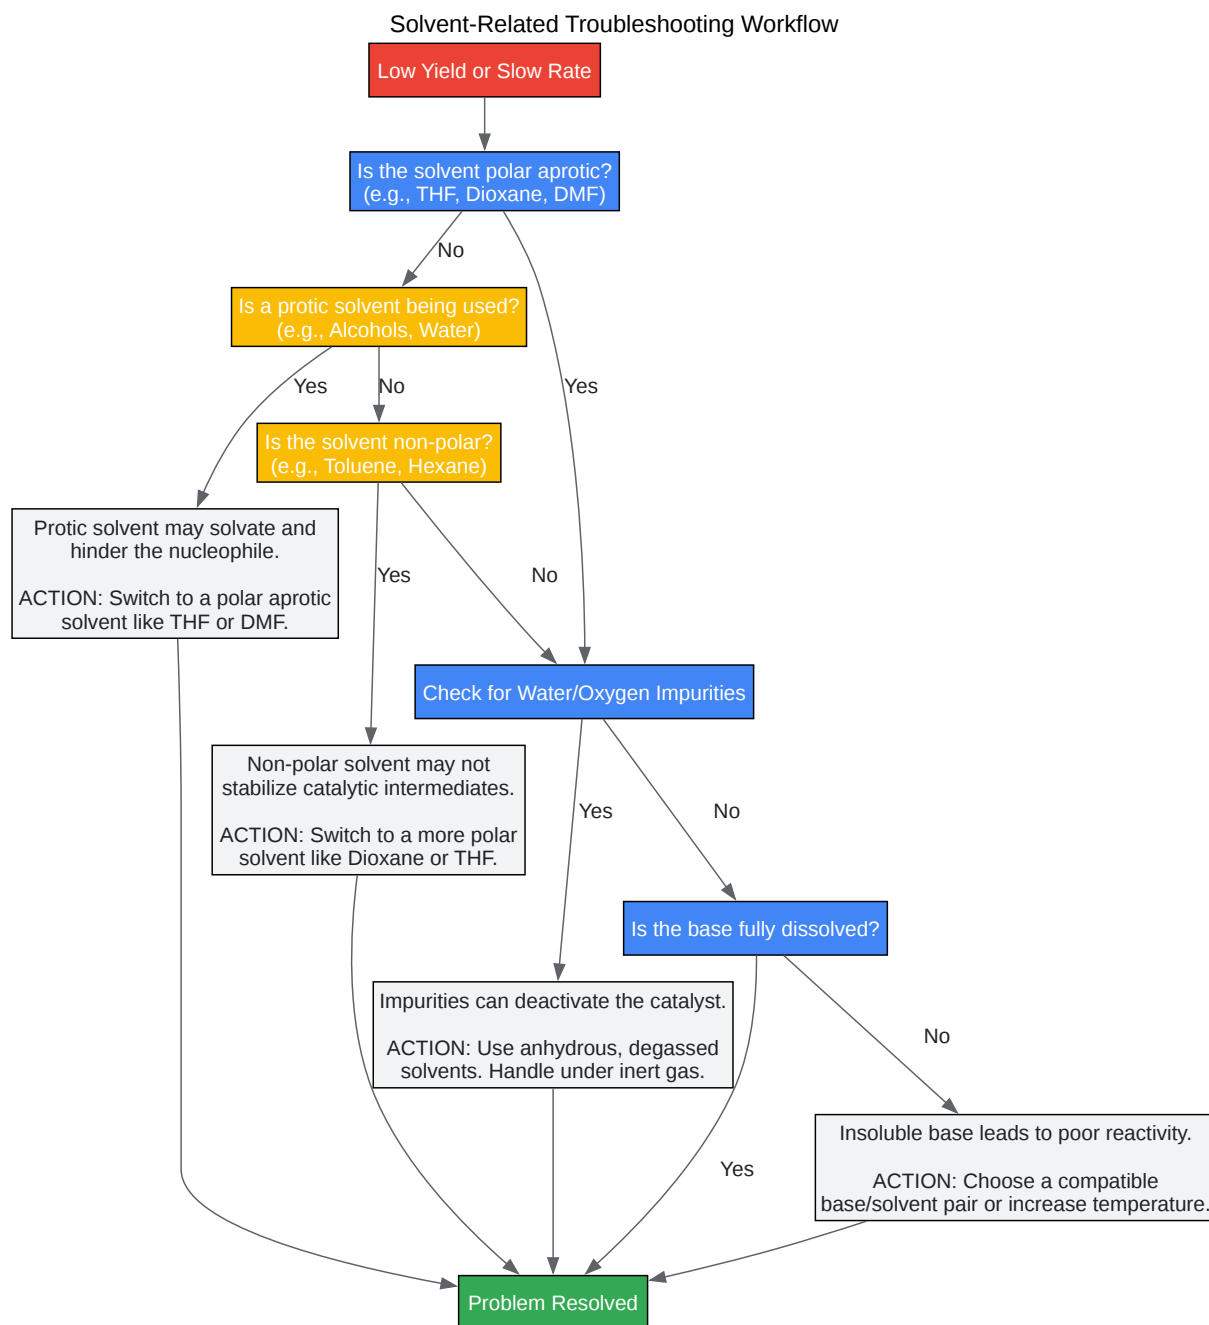 Solvent-Related Troubleshooting Workflow
Low Yield or Slow Rate
Is the solvent polar aprotic?
(e.g., THF, Dioxane, DMF)
No
Is a protic solvent being used?
(e.g., Alcohols, Water)
Yes
No
Yes
Is the solvent non-polar?
(e.g., Toluene, Hexane)
Protic solvent may solvate and
hinder the nucleophile.
ACTION: Switch to a polar aprotic
solvent like THF or DMF.
Yes
No
Check for Water/Oxygen Impurities
Non-polar solvent may not
stabilize catalytic intermediates.
ACTION: Switch to a more polar
solvent like Dioxane or THF.
Yes
No
Is the base fully dissolved?
Impurities can deactivate the catalyst.
ACTION: Use anhydrous, degassed
solvents. Handle under inert gas.
No
Insoluble base leads to poor reactivity.
ACTION: Choose a compatible
base/solvent pair or increase temperature.
Yes
Problem Resolved